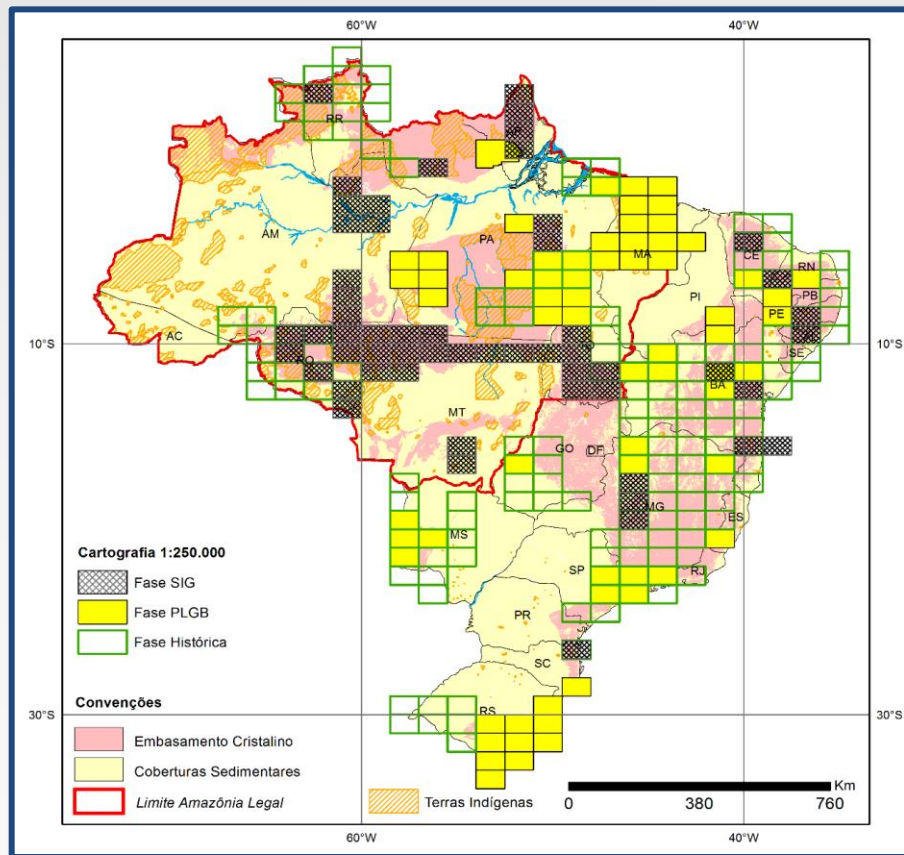 60°W
40°W
RR
AP
AM
PA
MA
CE
RN
PB
PI
PE
AC
10°S
10°S
RO
TO
SE
BA
MT
GO
DF
MG
ES
MS
SP
RJ
PR
SC
RS
30°S
30°S
Cartografia 1:250.000
Fase SIG
Fase PLGB
Fase Histórica
Convenções
Embasamento Cristalino
Coberturas Sedimentares
Limite Amazônia Legal
Terras Indígenas
Km
0
380
760
60°W
40°W